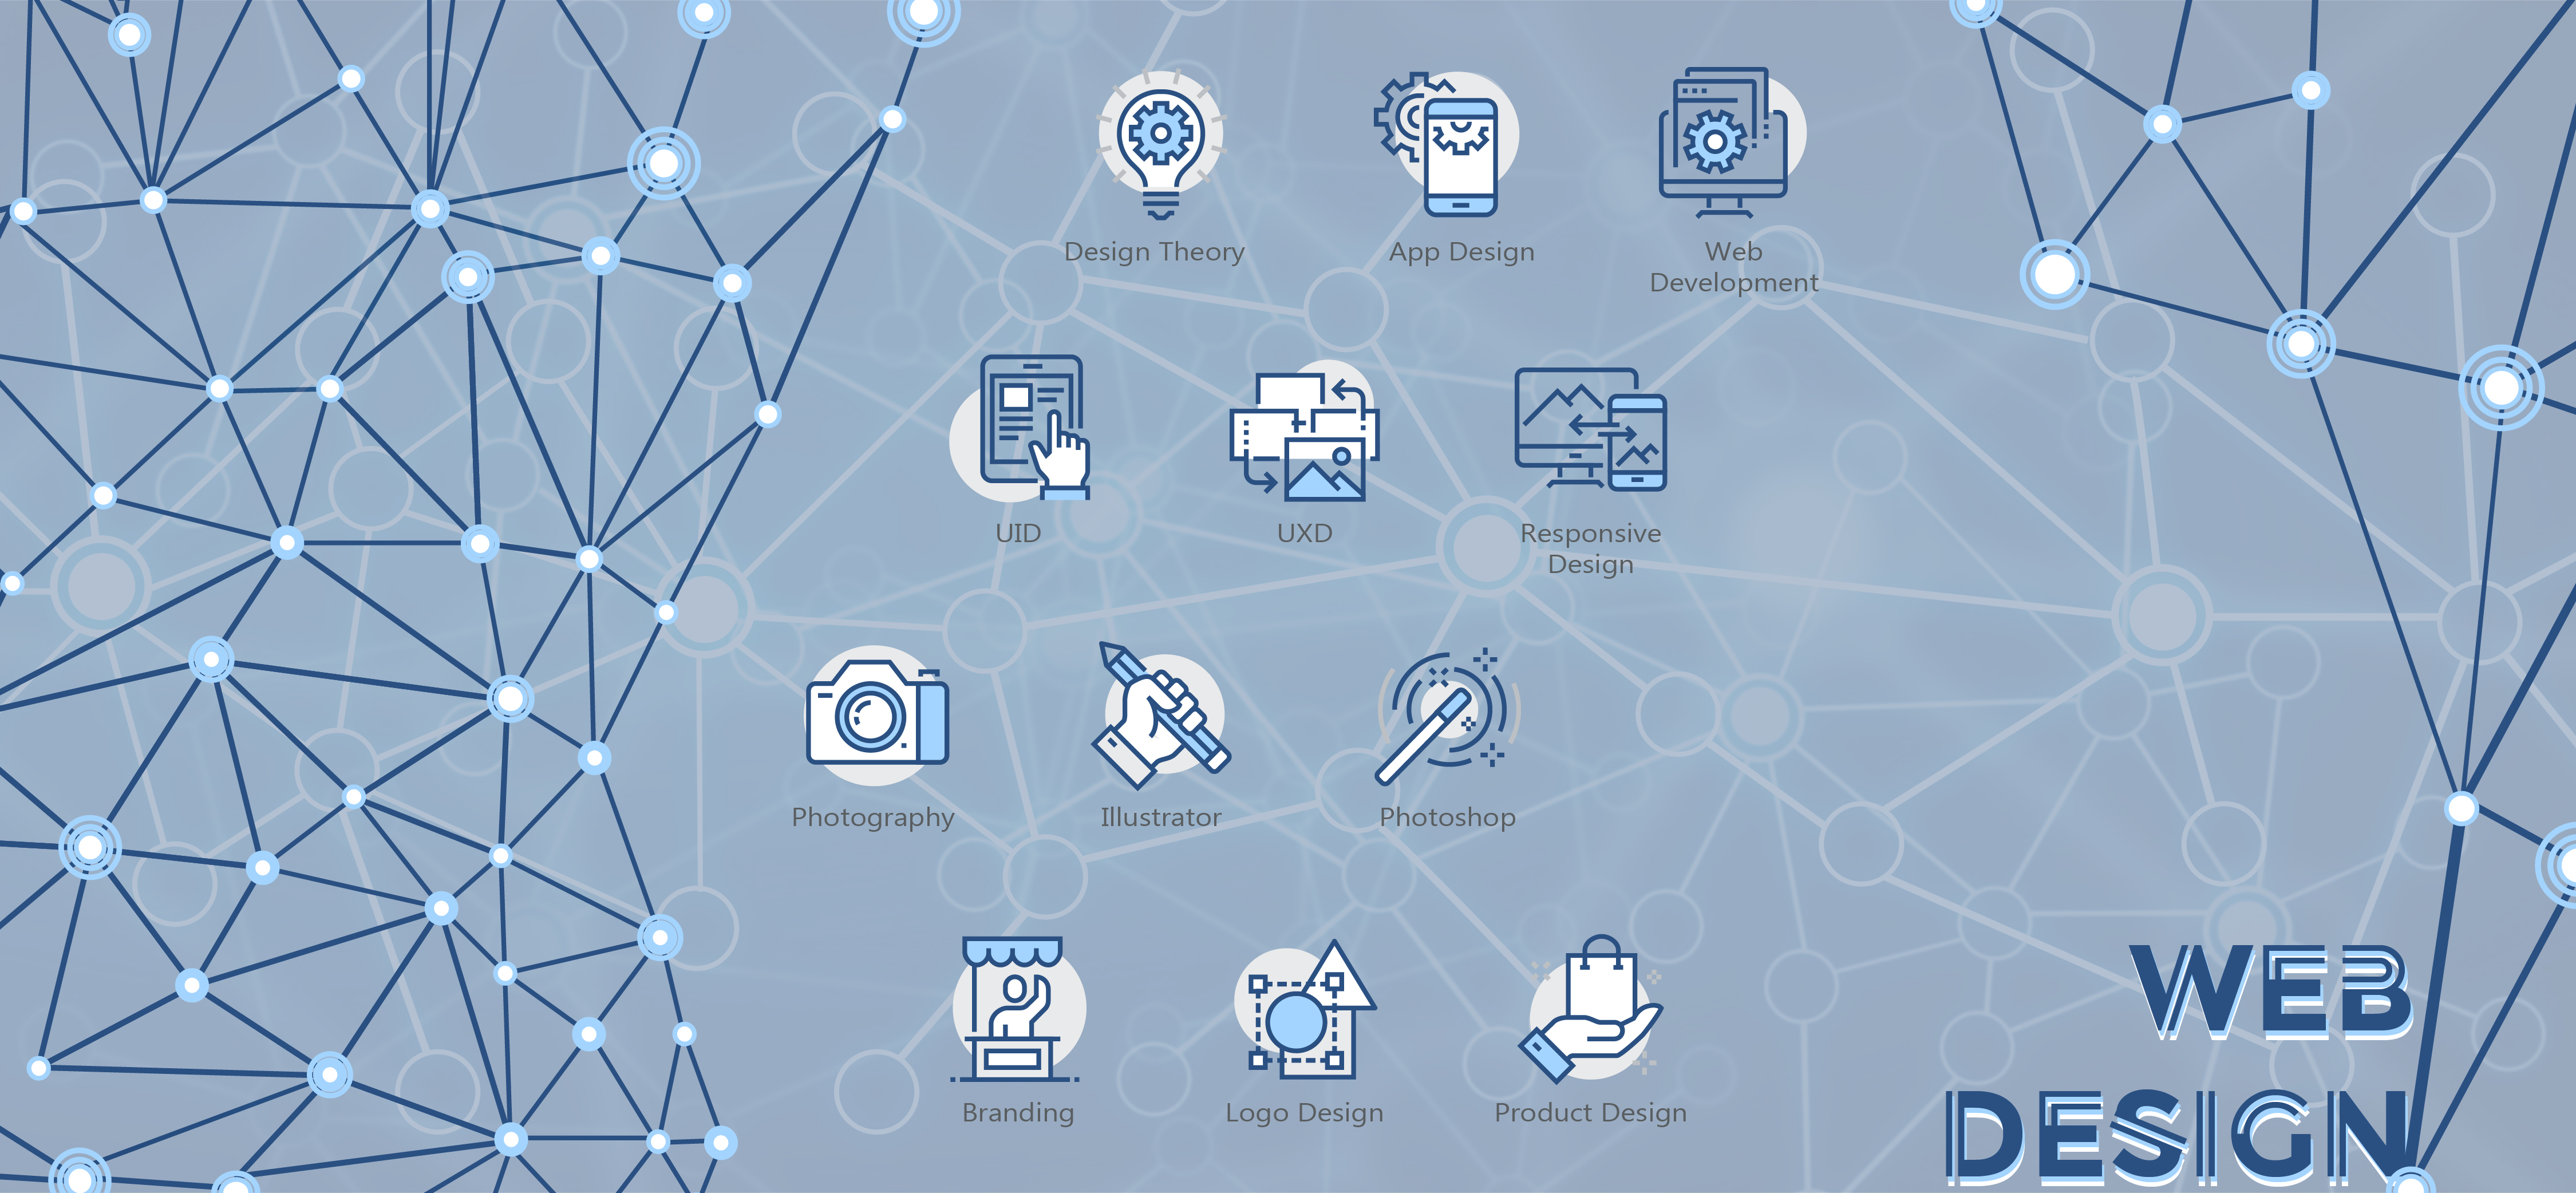 Design Theory
App Design
Web
Development
UID
UXD
Responsive
Design
Photography
Illustrator
Photoshop
Branding
Logo Design
Product Design
WEB
DESIGN